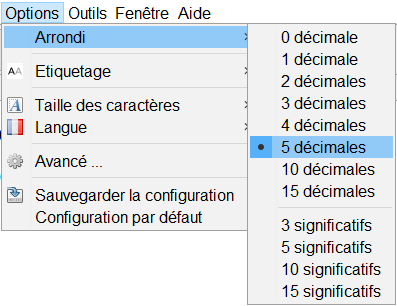 Options Outils Fenêtre Aide
Arrondi
AA Etiquetage
A Taille des caractères
Langue
Avancé ...
Sauvegarder la configuration
Configuration par défaut
0 décimale
1 décimale
2 décimales
3 décimales
4 décimales
5 décimales
10 décimales
15 décimales
3 significatifs
5 significatifs
10 significatifs
15 significatifs